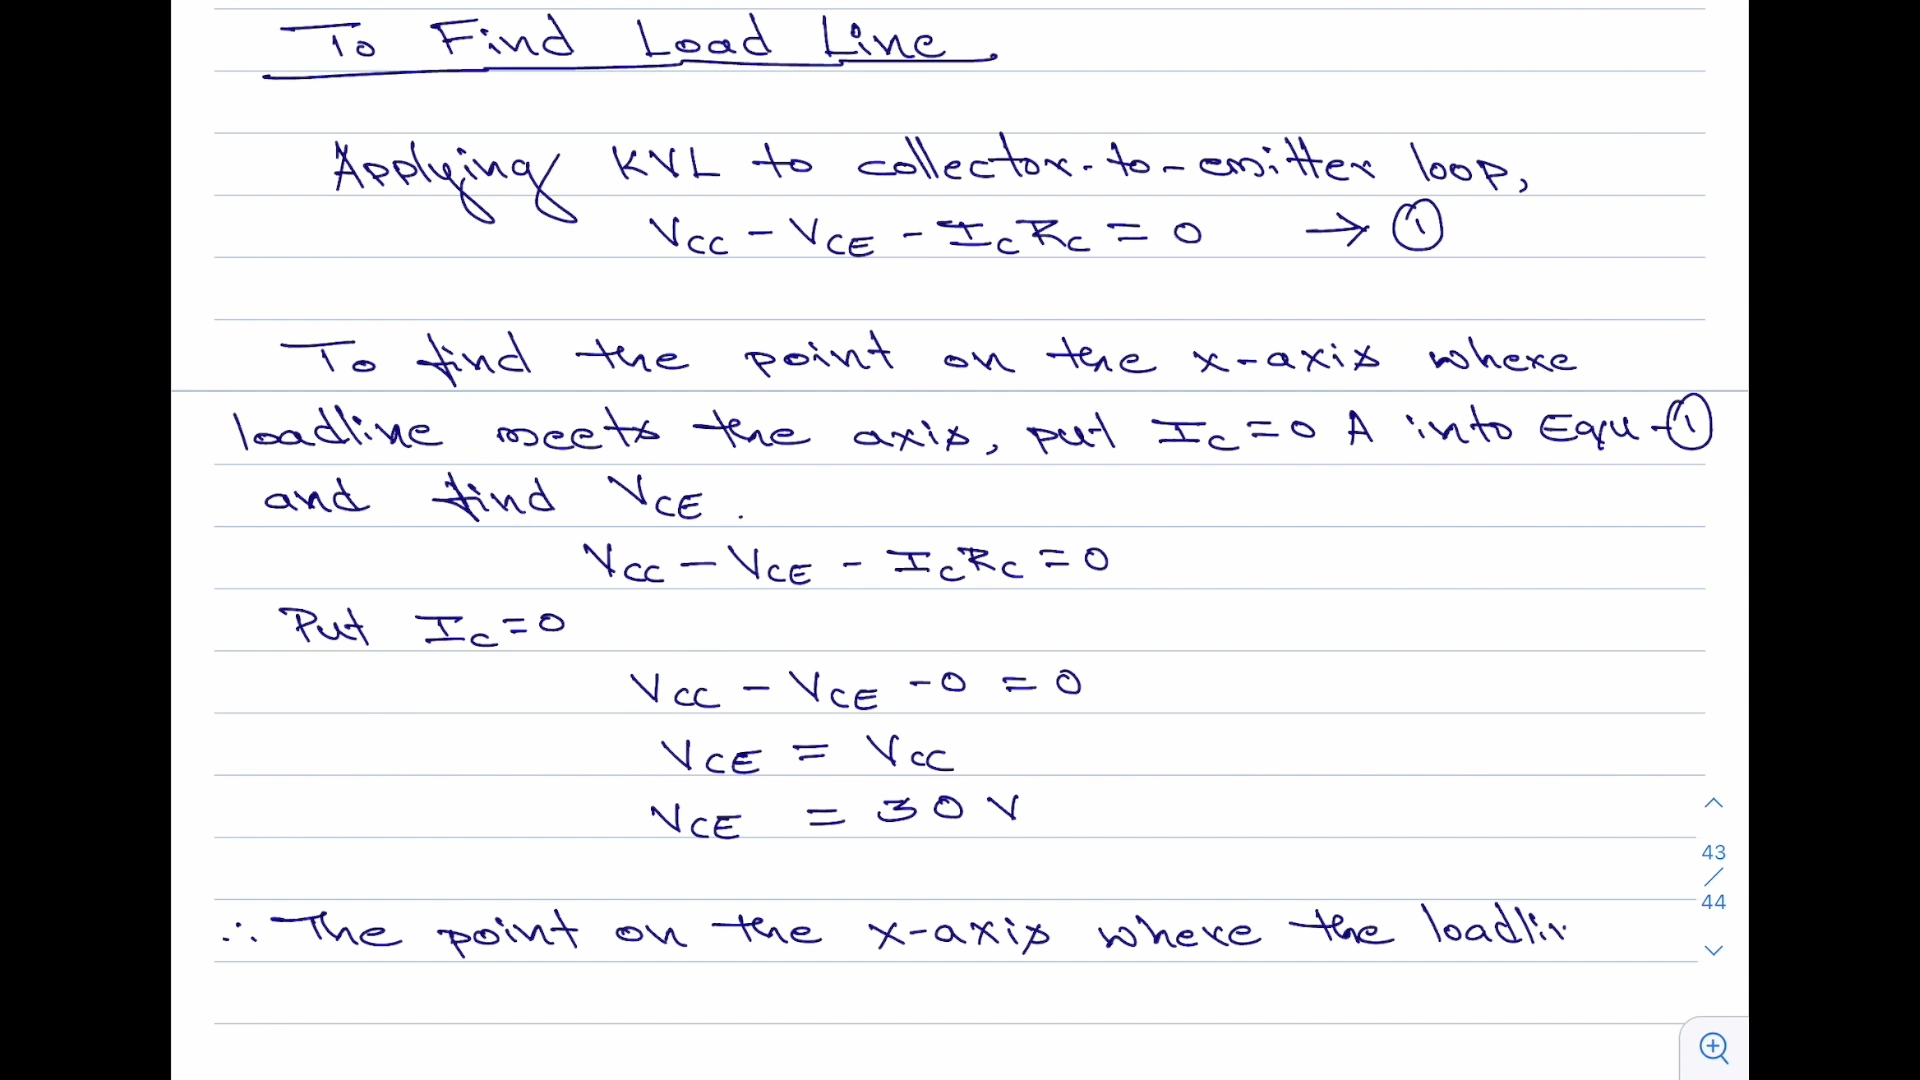 To Find Load Line
Applying KVL to collector-to-emitter loop,
VCC - VCE - ICRC = 0 → ①
To find the point on the x-axis where
loadline meets the axis, put IC = 0 A into Equ-①
and find VCE.
VCC - VCE - ICRC = 0
Put IC = 0
VCC - VCE - 0 = 0
VCE = VCC
VCE = 30 V
43
/
44
∴ The point on the x-axis where the loadlin